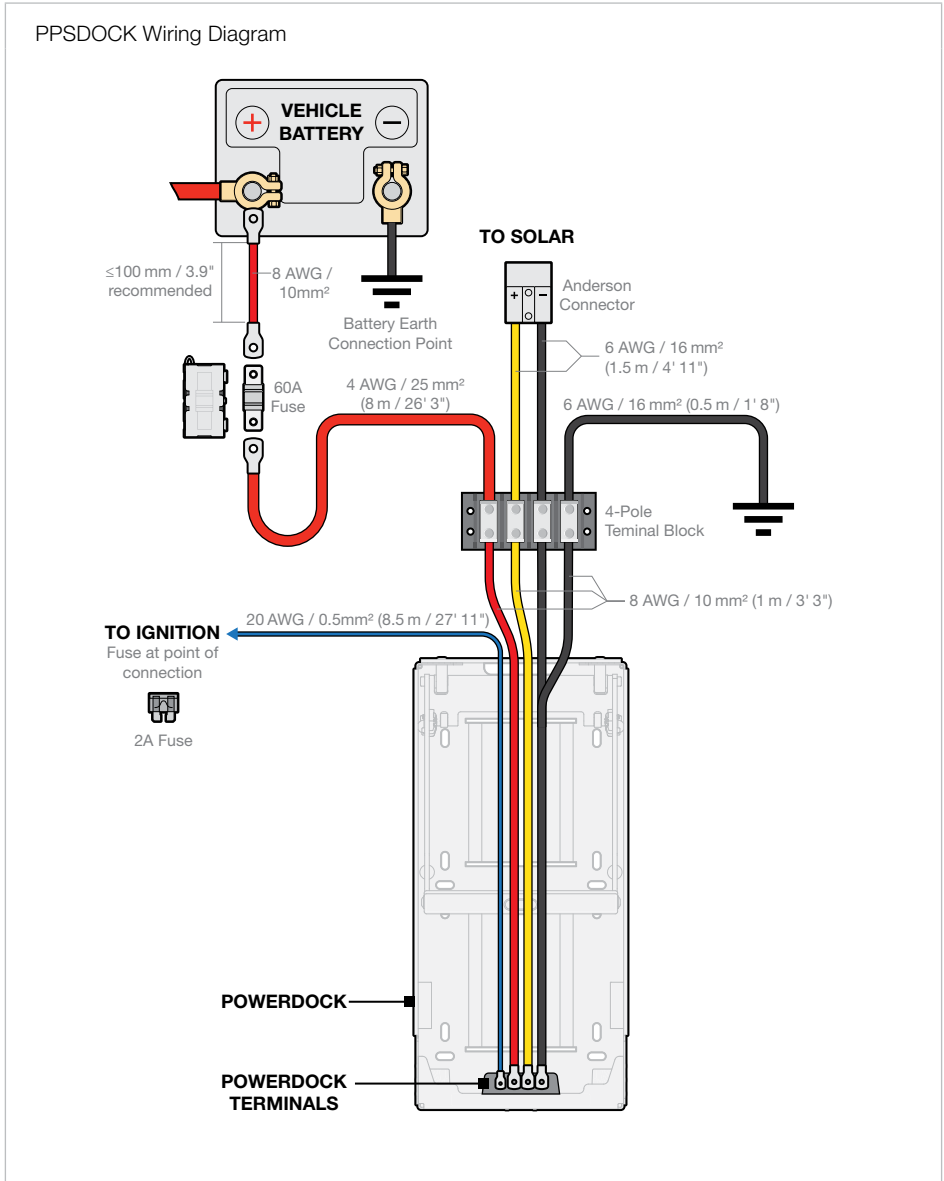 PPSDOCK Wiring Diagram
+
VEHICLE
BATTERY
−
TO SOLAR
≤100 mm / 3.9"
recommended
8 AWG /
10mm²
Battery Earth
Connection Point
+
−
Anderson
Connector
6 AWG / 16 mm²
(1.5 m / 4' 11")
60A
Fuse
4 AWG / 25 mm²
(8 m / 26' 3")
6 AWG / 16 mm² (0.5 m / 1' 8")
4-Pole
Teminal Block
8 AWG / 10 mm² (1 m / 3' 3")
20 AWG / 0.5mm² (8.5 m / 27' 11")
TO IGNITION
Fuse at point of
connection
2A Fuse
POWERDOCK
POWERDOCK
TERMINALS